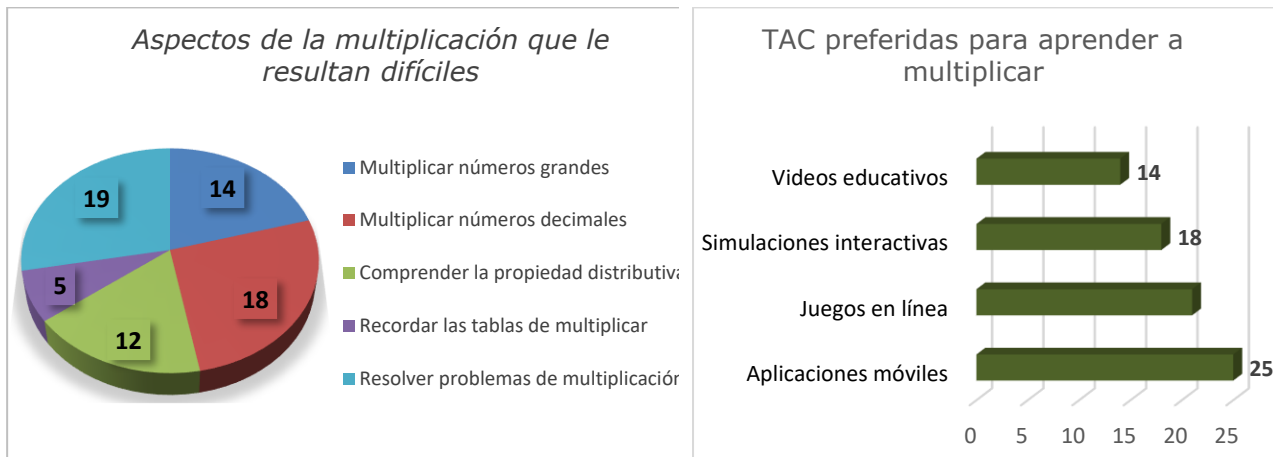 Aspectos de la multiplicación que le
resultan difíciles
14
18
12
5
19
Multiplicar números grandes
Multiplicar números decimales
Comprender la propiedad distributiva
Recordar las tablas de multiplicar
Resolver problemas de multiplicación
TAC preferidas para aprender a
multiplicar
Videos educativos
14
Simulaciones interactivas
18
Juegos en línea
Aplicaciones móviles
25
0 5 10 15 20 25